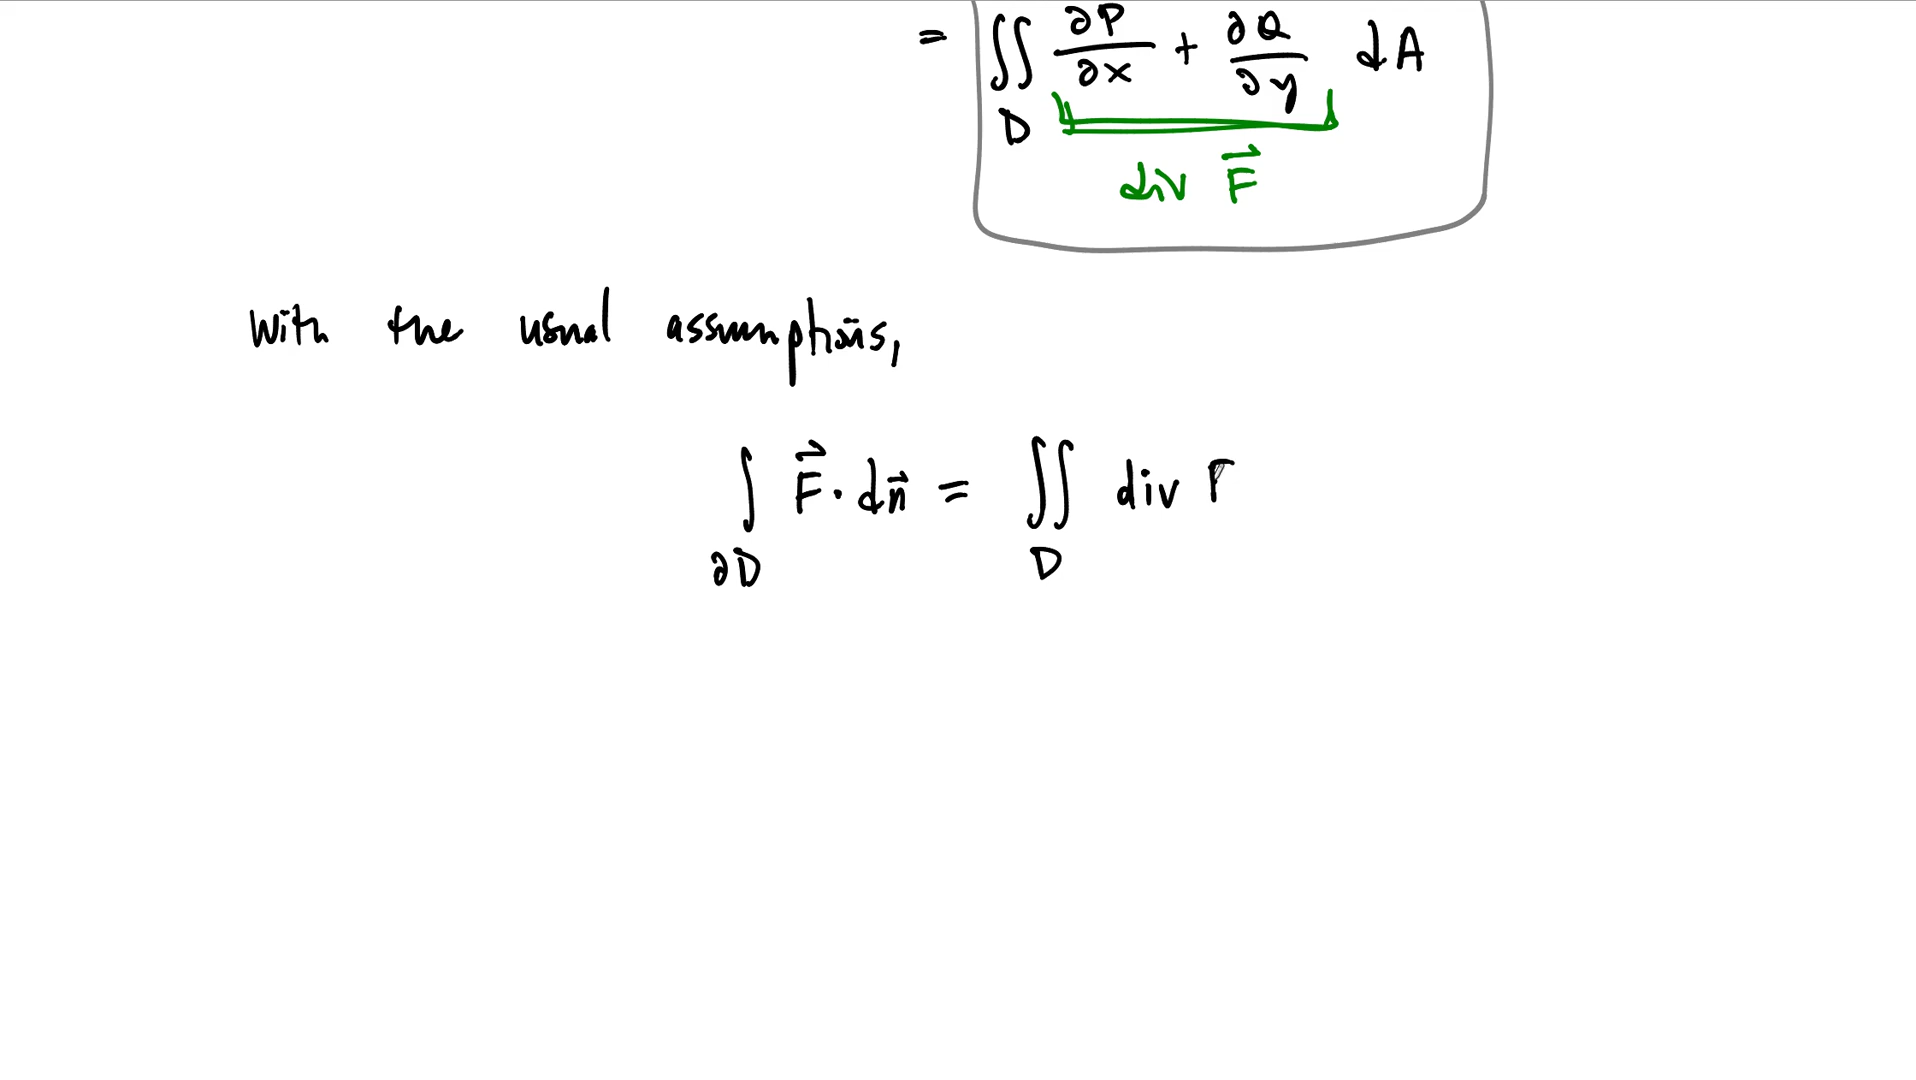 = ∬_D ∂P/∂x + ∂Q/∂y dA
div F⃗
With the usual assumptions,
∫_∂D F⃗ · dn⃗ = ∬_D div F